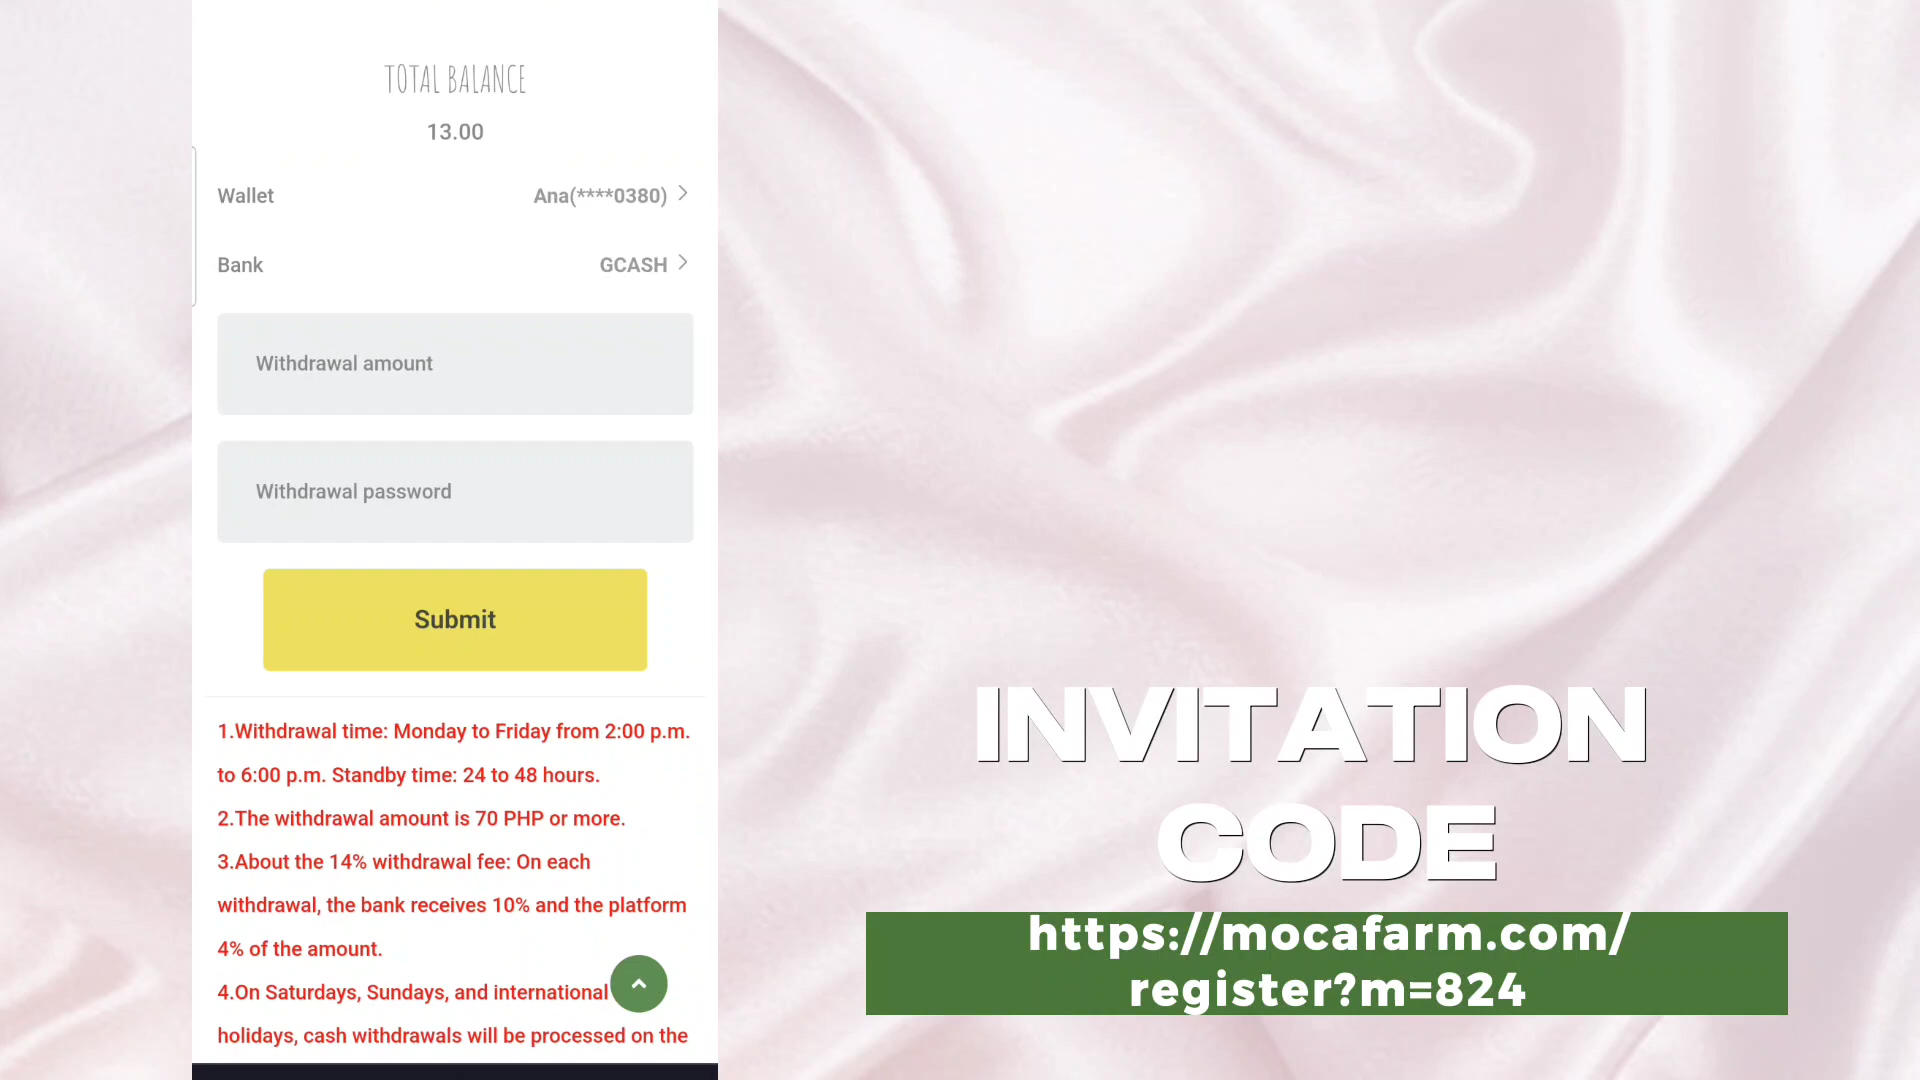 TOTAL BALANCE
13.00
Wallet
Ana(****0380)
Bank
GCASH
Withdrawal amount
Withdrawal password
Submit
1.Withdrawal time: Monday to Friday from 2:00 p.m.
to 6:00 p.m. Standby time: 24 to 48 hours.
2.The withdrawal amount is 70 PHP or more.
3.About the 14% withdrawal fee: On each
withdrawal, the bank receives 10% and the platform
4% of the amount.
4.On Saturdays, Sundays, and international
holidays, cash withdrawals will be processed on the
INVITATION
CODE
https://mocafarm.com/
register?m=824